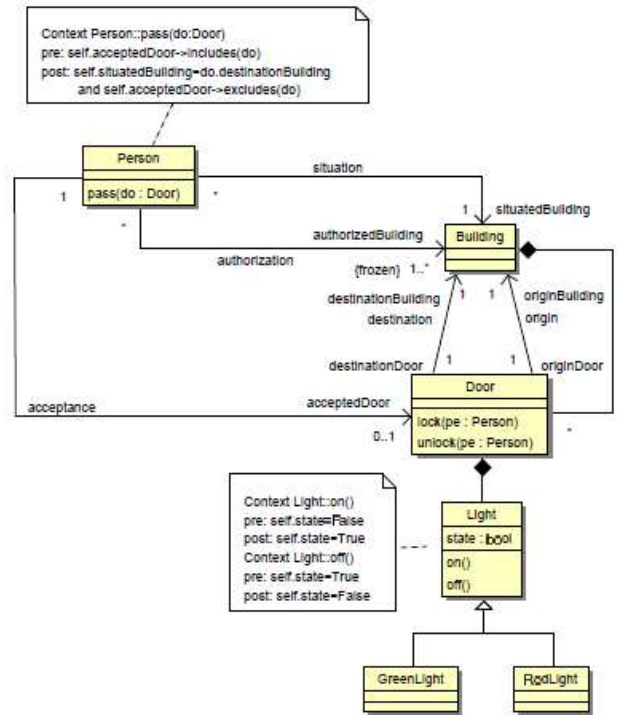 Context Person::pass(do:Door)
pre: self.acceptedDoor->includes(do)
post: self.situatedBuilding=do.destinationBuilding
and self.acceptedDoor->excludes(do)
Person
pass(do : Door)
1
*
*
situation
1
situatedBuilding
authorizedBuilding
authorization
{frozen} 1..*
Building
destinationBuilding
destination
1
1
originBuilding
origin
destinationDoor
1
1
originDoor
acceptance
acceptedDoor
0..1
Door
lock(pe : Person)
unlock(pe : Person)
*
Context Light::on()
pre: self.state=False
post: self.state=True
Context Light::off()
pre: self.state=True
post: self.state=False
Light
state : bool
on()
off()
GreenLight
RedLight